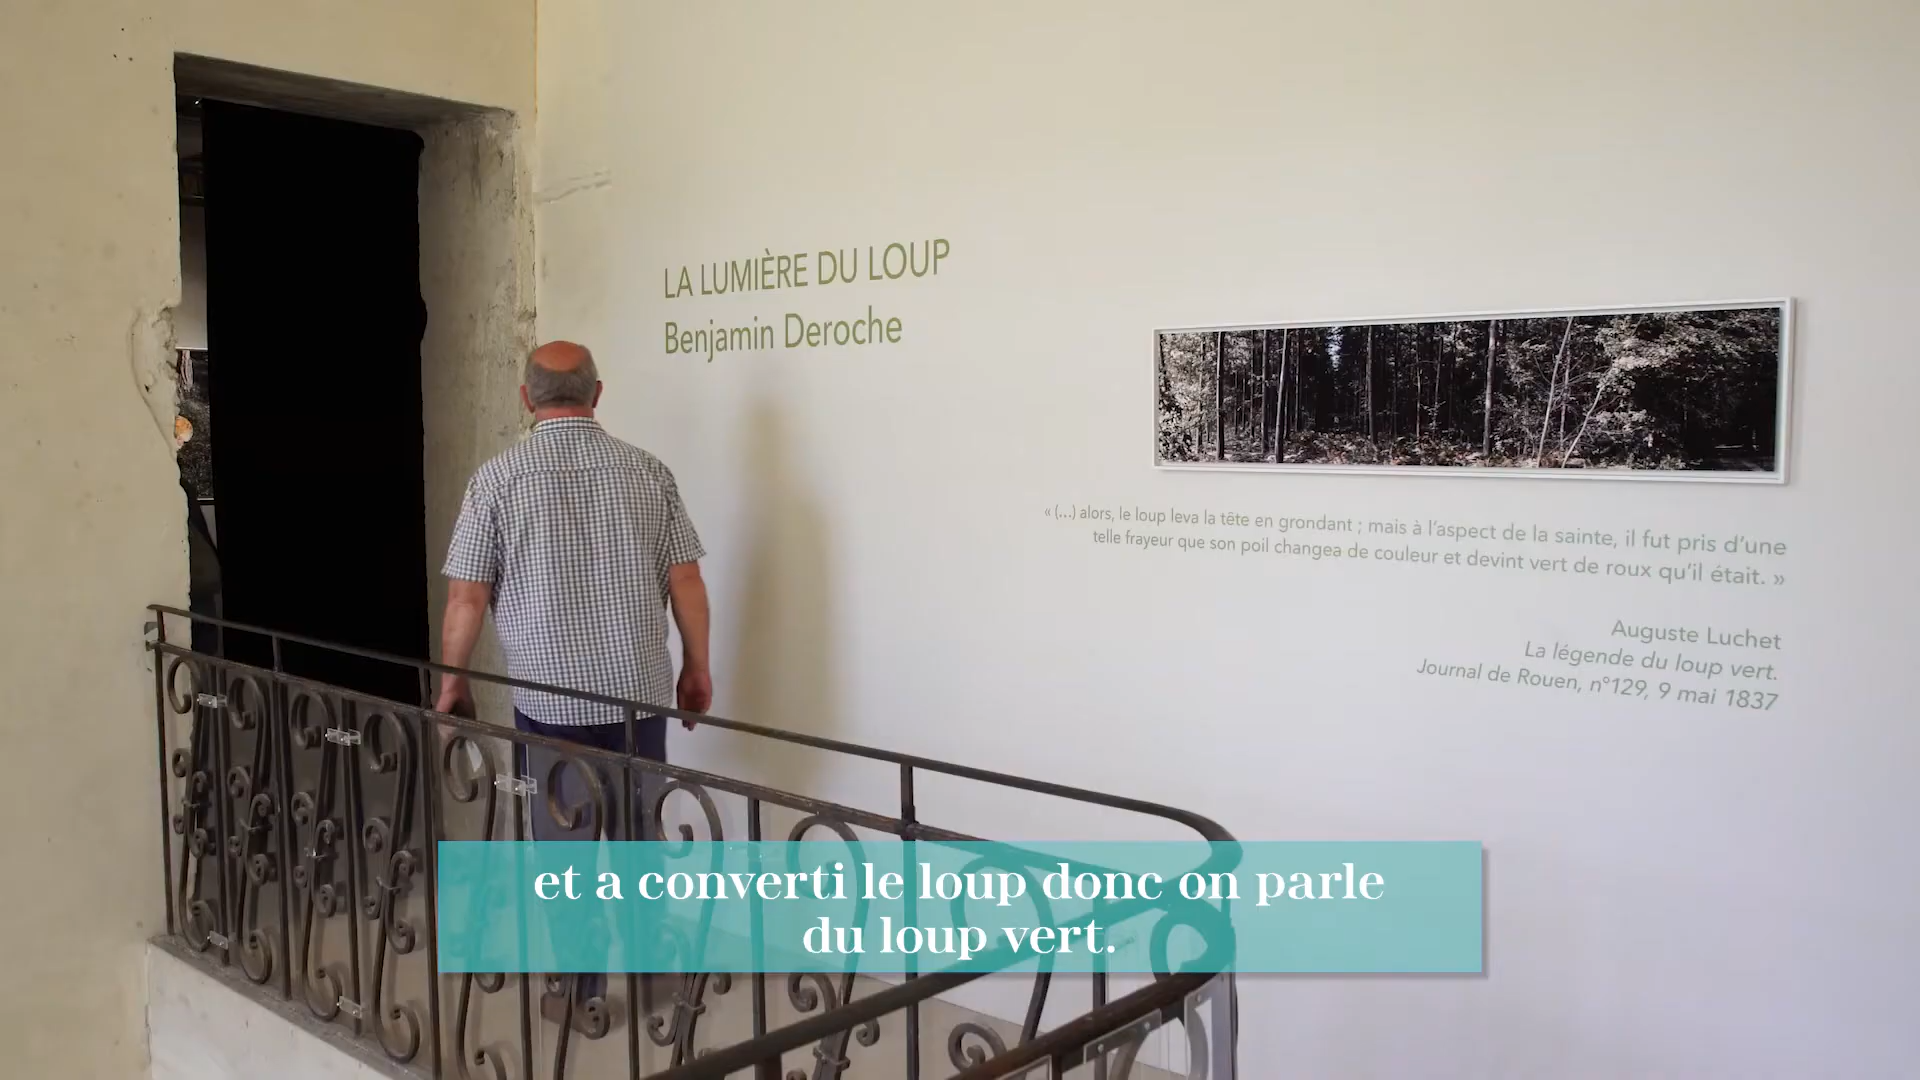 LA LUMIÈRE DU LOUP
Benjamin Deroche
« (...) alors, le loup leva la tête en grondant ; mais à l'aspect de la sainte, il fut pris d'une
telle frayeur que son poil changea de couleur et devint vert de roux qu'il était. »
Auguste Luchet
La légende du loup vert.
Journal de Rouen, n°129, 9 mai 1837
et a converti le loup donc on parle
du loup vert.